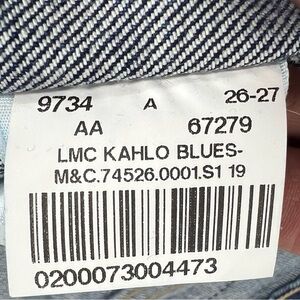 9734 A 26-27
AA 67279
LMC KAHLO BLUES-
M&C.74526.0001.S1 19
0200073004473